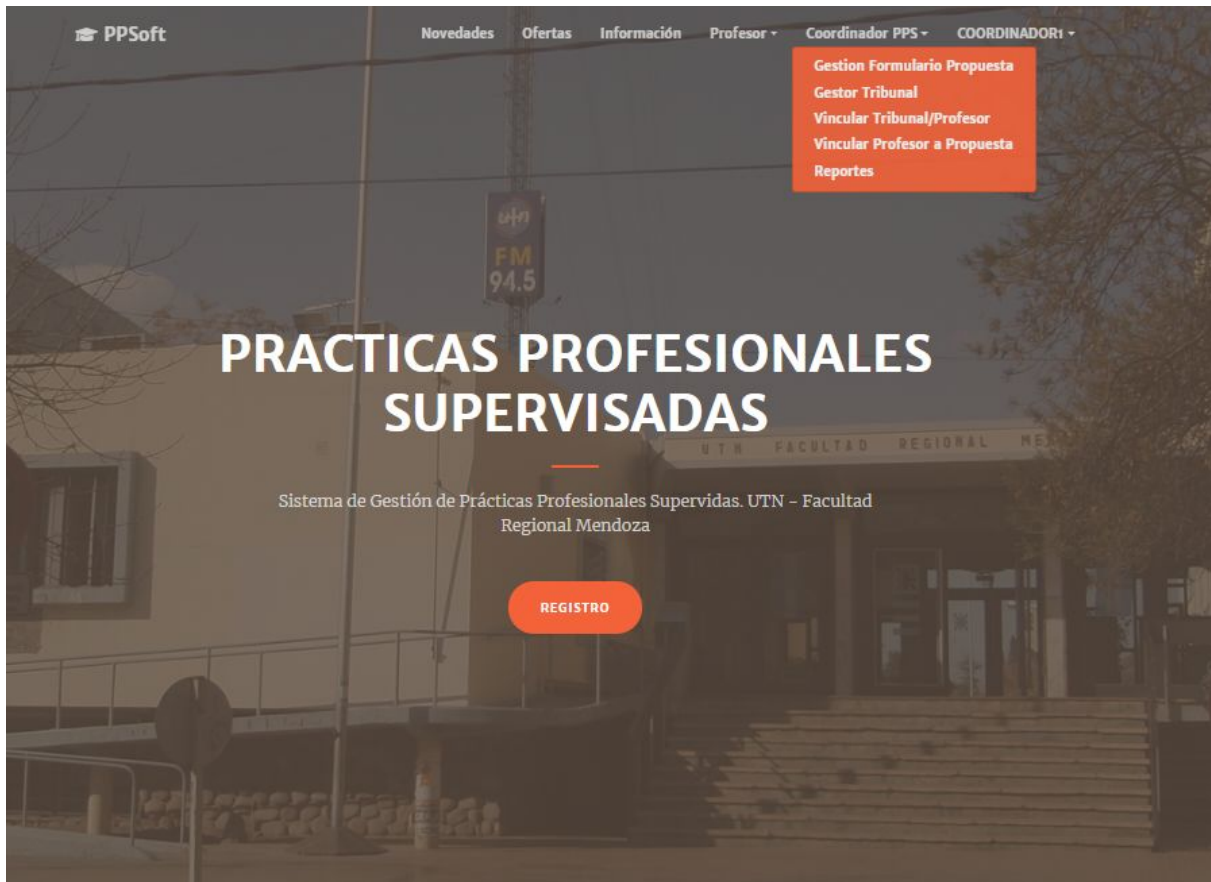 PPSoft
Novedades Ofertas Información Profesor Coordinador PPS COORDINADOR1
Gestion Formulario Propuesta
Gestor Tribunal
Vincular Tribunal/Profesor
Vincular Profesor a Propuesta
Reportes
utn
FM
94.5
PRACTICAS PROFESIONALES
SUPERVISADAS
UTN FACULTAD REGIONAL
Sistema de Gestión de Prácticas Profesionales Supervidas. UTN – Facultad
Regional Mendoza
REGISTRO